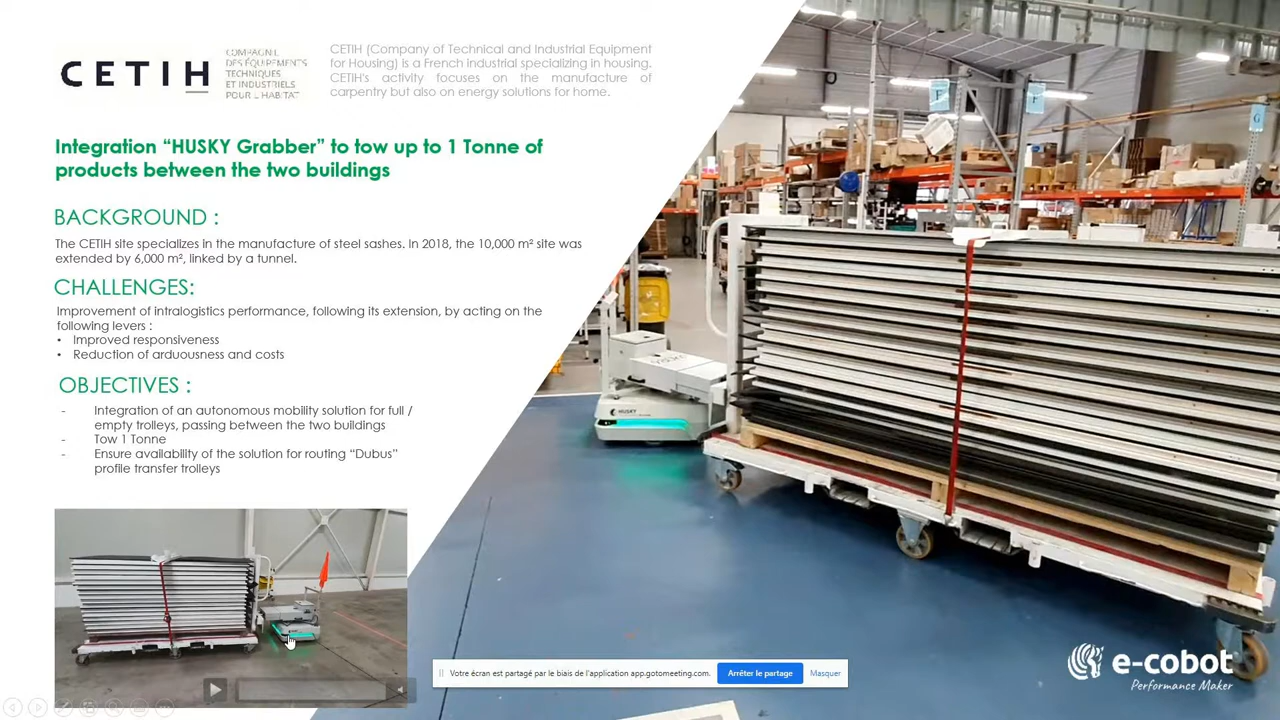 CETIH
COMPAGNIE
DES ÉQUIPEMENTS
TECHNIQUES
ET INDUSTRIELS
POUR L'HABITAT
CETIH (Company of Technical and Industrial Equipment
for Housing) is a French industrial specializing in housing.
CETIH's activity focuses on the manufacture of
carpentry but also on energy solutions for home.
Integration “HUSKY Grabber” to tow up to 1 Tonne of
products between the two buildings
BACKGROUND :
The CETIH site specializes in the manufacture of steel sashes. In 2018, the 10,000 m² site was
extended by 6,000 m², linked by a tunnel.
CHALLENGES:
Improvement of intralogistics performance, following its extension, by acting on the
following levers :
• Improved responsiveness
• Reduction of arduousness and costs
OBJECTIVES :
- Integration of an autonomous mobility solution for full /
empty trolleys, passing between the two buildings
- Tow 1 Tonne
- Ensure availability of the solution for routing “Dubus”
profile transfer trolleys
F
F
G
HUSKY
HUSKY
Votre écran est partagé par le biais de l'application app.gotomeeting.com.
Arrêter le partage
Masquer
e-cobot
Performance Maker